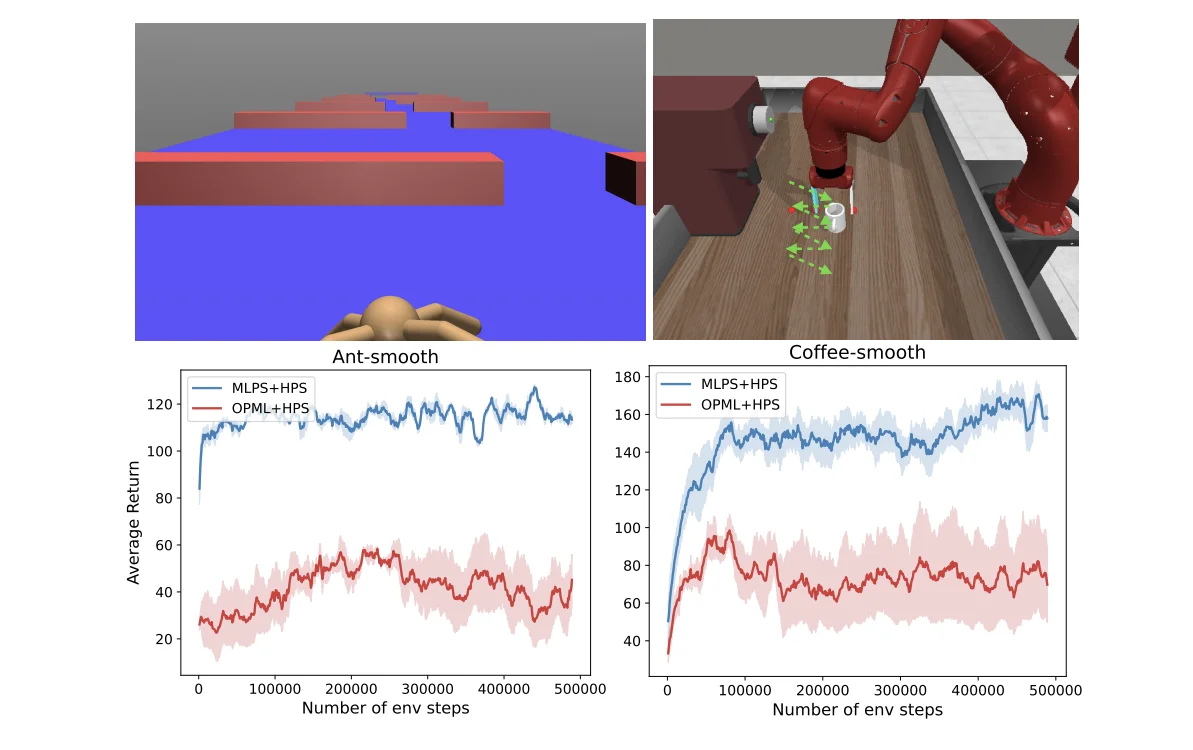 Ant-smooth
MLPS+HPS
OPML+HPS
120
100
80
60
40
20
Average Return
0 100000 200000 300000 400000 500000
Number of env steps
Coffee-smooth
MLPS+HPS
OPML+HPS
180
160
140
120
100
80
60
40
0 100000 200000 300000 400000 500000
Number of env steps